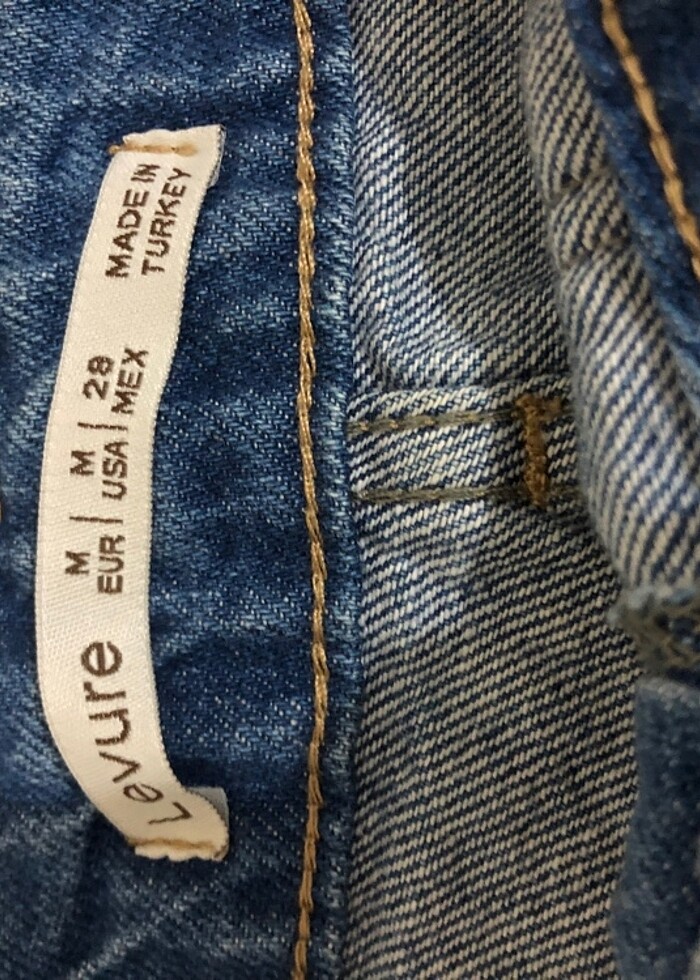 Levure
M | M | 28
EUR | USA | MEX
MADE IN
TURKEY